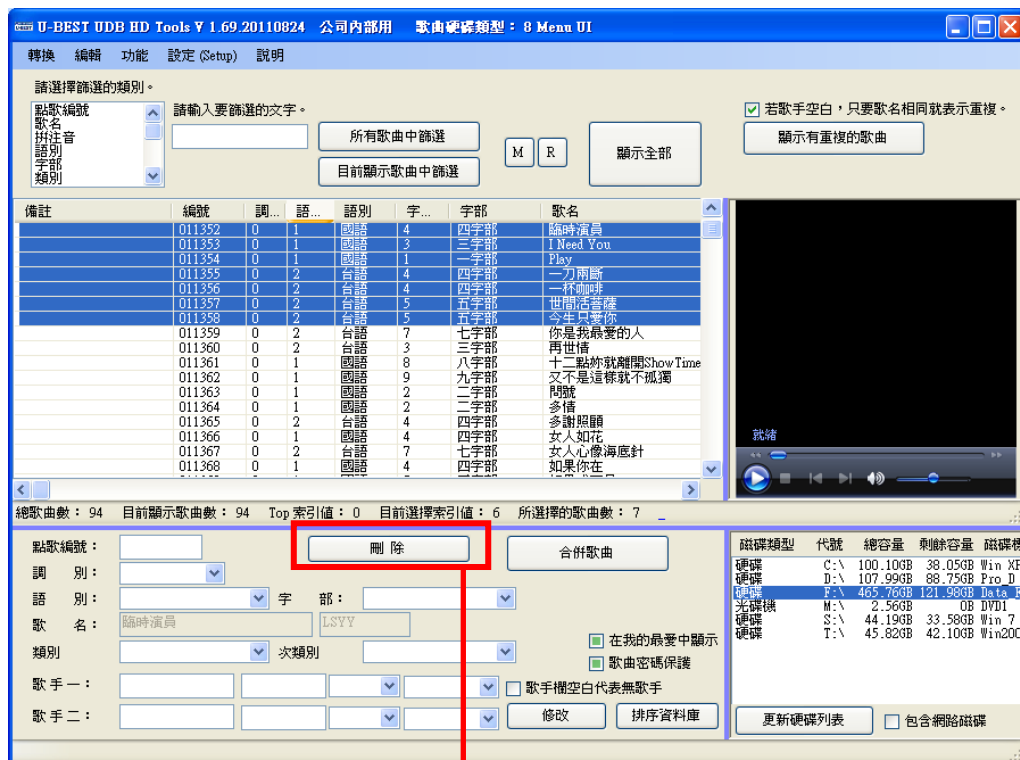 U-BEST UDB HD Tools V 1.69.20110824 公司內部用 歌曲硬碟類型： 8 Menu UI
轉換 編輯 功能 設定 (Setup) 說明
請選擇篩選的類別。
點歌編號
歌名
拼注音
語別
字部
類別
請輸入要篩選的文字。
所有歌曲中篩選
目前顯示歌曲中篩選
M R
顯示全部
若歌手空白，只要歌名相同就表示重複。
顯示有重複的歌曲
備註 編號 調... 語... 語別 字... 字部 歌名
011352 0 1 國語 4 四字部 臨時演員
011353 0 1 國語 3 三字部 I Need You
011354 0 1 國語 1 一字部 Play
011355 0 2 台語 4 四字部 一刀兩斷
011356 0 2 台語 4 四字部 一杯咖啡
011357 0 2 台語 5 五字部 世間活菩薩
011358 0 2 台語 5 五字部 今生只愛你
011359 0 2 台語 7 七字部 你是我最愛的人
011360 0 2 台語 3 三字部 再世情
011361 0 1 國語 8 八字部 十二點妳就離開ShowTime
011362 0 1 國語 9 九字部 又不是這樣就不孤獨
011363 0 1 國語 2 二字部 問號
011364 0 1 國語 2 二字部 多情
011365 0 2 台語 4 四字部 多謝照顧
011366 0 1 國語 4 四字部 女人如花
011367 0 2 台語 7 七字部 女人心像海底針
011368 0 1 國語 4 四字部 如果你在
就緒
總歌曲數： 94 目前顯示歌曲數： 94 Top 索引值： 0 目前選擇索引值： 6 所選擇的歌曲數： 7
點歌編號：
刪 除
合併歌曲
調 別：
語 別： 字 部：
歌 名： 臨時演員 LSYY
在我的最愛中顯示
類別 次類別
歌曲密碼保護
歌手一： 歌手欄空白代表無歌手
歌手二： 修改 排序資料庫
磁碟類型 代號 總容量 剩餘容量 磁碟標
硬碟 C:\ 100.10GB 38.05GB Win XP
硬碟 D:\ 107.99GB 88.75GB Pro_D
硬碟 F:\ 465.76GB 121.98GB Data_F
光碟機 M:\ 2.56GB 0B DVD1
硬碟 S:\ 44.19GB 33.58GB Win 7
硬碟 T:\ 45.82GB 42.10GB Win200
更新硬碟列表 包含網路磁碟